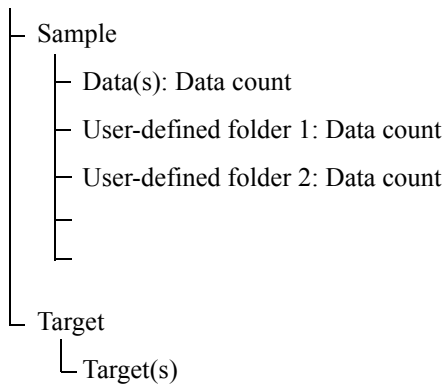 Sample
Data(s): Data count
User-defined folder 1: Data count
User-defined folder 2: Data count
Target
Target(s)